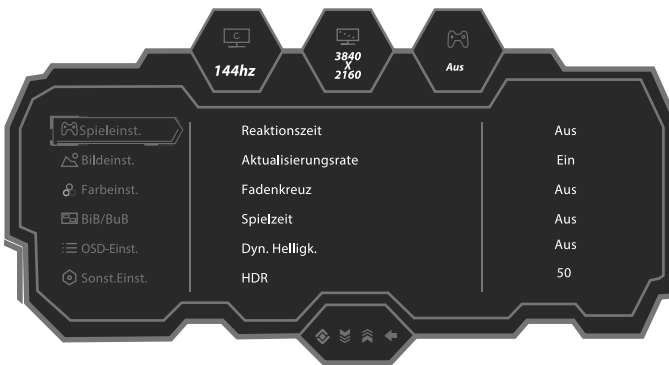 144hz
3840
X
2160
Aus
Spieleinst.
Reaktionszeit
Aus
Bildeinst.
Aktualisierungsrate
Ein
Farbeinst.
Fadenkreuz
Aus
BiB/BuB
Spielzeit
Aus
OSD-Einst.
Dyn. Helligk.
Aus
Sonst.Einst.
HDR
50